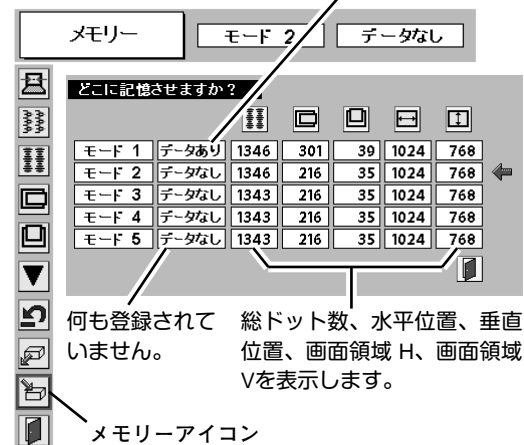 メモリー
モード 2
データなし
どこに記憶させますか?
モード 1 データあり 1346 301 39 1024 768
モード 2 データなし 1346 216 35 1024 768
モード 3 データなし 1343 216 35 1024 768
モード 4 データなし 1343 216 35 1024 768
モード 5 データなし 1343 216 35 1024 768
何も登録されて
いません。
総ドット数、水平位置、垂直
位置、画面領域 H、画面領域
Vを表示します。
メモリーアイコン